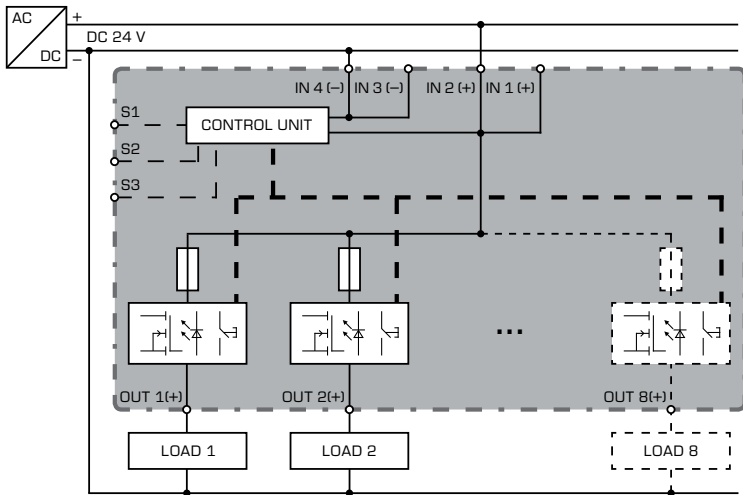 AC
+
DC 24 V
DC
–
IN 4 (–) IN 3 (–) IN 2 (+) IN 1 (+)
S1
CONTROL UNIT
S2
S3
...
OUT 1(+) OUT 2(+) OUT 8(+)
LOAD 1 LOAD 2 LOAD 8